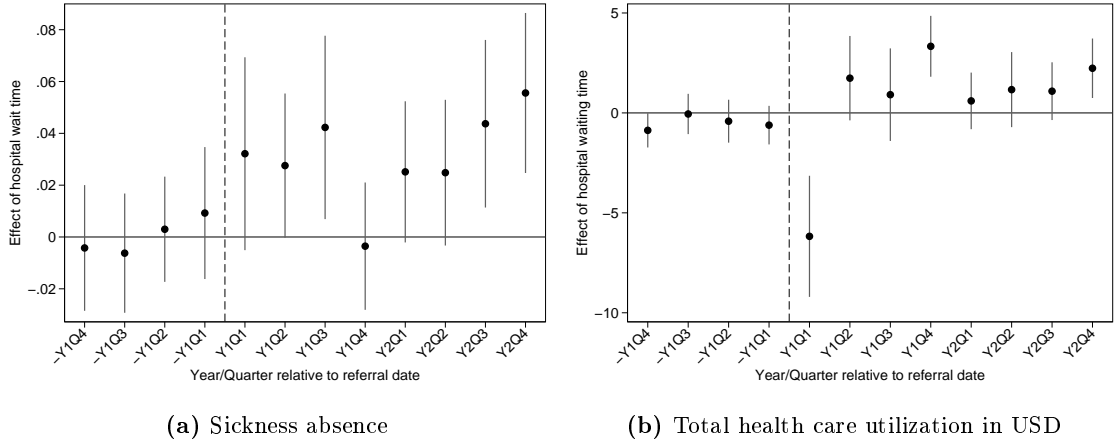 Effect of hospital wait time
.08
.06
.04
.02
0
−.02
−Y1Q4
−Y1Q3
−Y1Q2
−Y1Q1
Y1Q1
Y1Q2
Y1Q3
Y1Q4
Y2Q1
Y2Q2
Y2Q3
Y2Q4
Year/Quarter relative to referral date
(a) Sickness absence
Effect of hospital waiting time
5
0
−5
−10
−Y1Q4
−Y1Q3
−Y1Q2
−Y1Q1
Y1Q1
Y1Q2
Y1Q3
Y1Q4
Y2Q1
Y2Q2
Y2Q3
Y2Q4
Year/Quarter relative to referral date
(b) Total health care utilization in USD